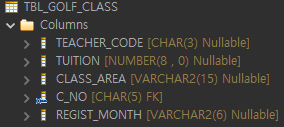 TBL_GOLF_CLASS
Columns
TEACHER_CODE [CHAR(3) Nullable]
TUITION [NUMBER(8 , 0) Nullable]
CLASS_AREA [VARCHAR2(15) Nullable]
C_NO [CHAR(5) FK]
REGIST_MONTH [VARCHAR2(6) Nullable]